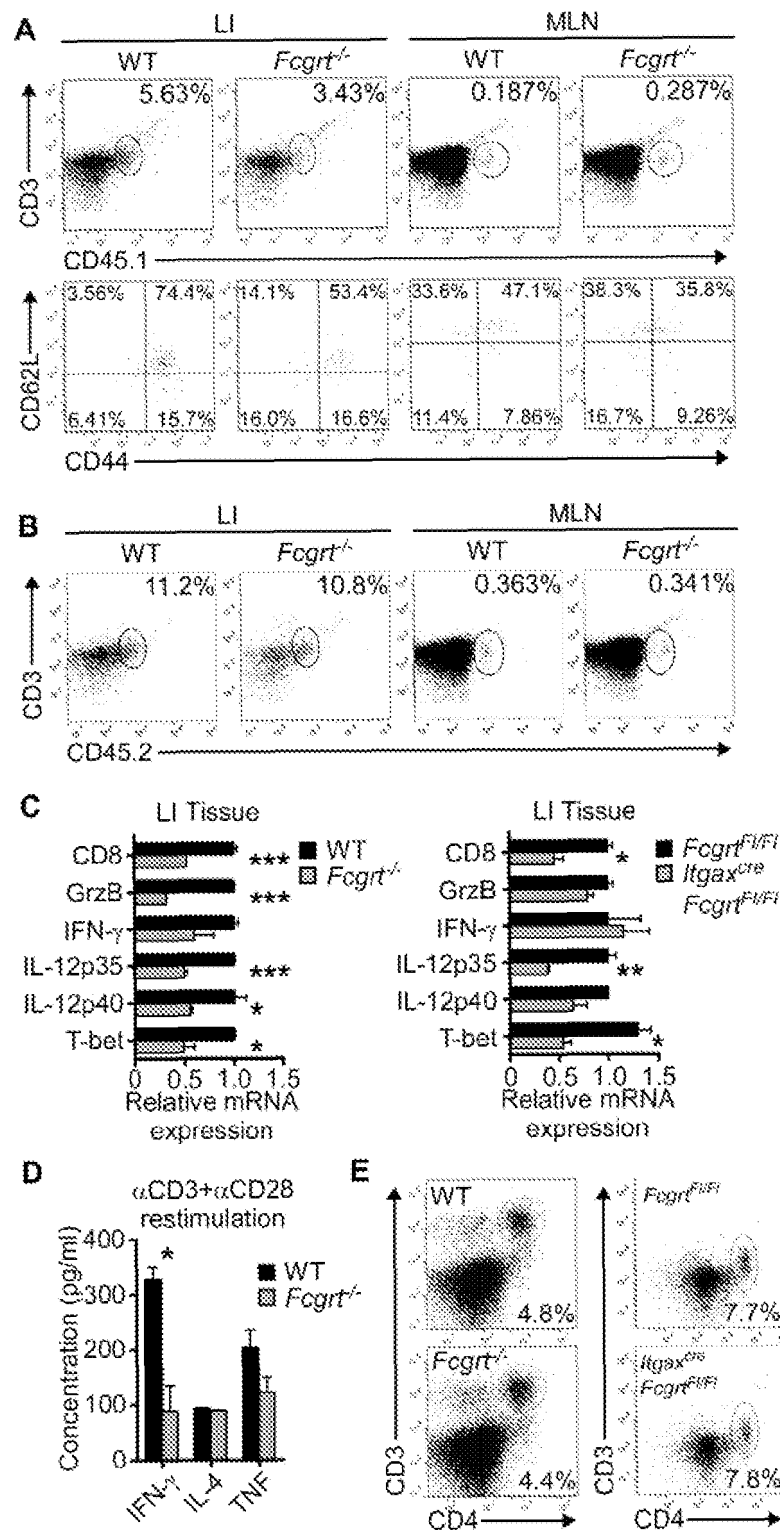 A
LI
MLN
WT
Fcgrt-/-
WT
Fcgrt-/-
5.63%
3.43%
0.187%
0.287%
CD3
CD45.1
3.56%
74.4%
14.1%
53.4%
33.6%
47.1%
38.3%
35.8%
6.41%
15.7%
16.0%
16.6%
11.4%
7.86%
16.7%
9.26%
CD62L
CD44
B
LI
MLN
WT
Fcgrt-/-
WT
Fcgrt-/-
11.2%
10.8%
0.363%
0.341%
CD3
CD45.2
C
LI Tissue
CD8
GrzB
IFN-γ
IL-12p35
IL-12p40
T-bet
***
***
***
*
*
WT
Fcgrt-/-
0 0.5 1.0 1.5
Relative mRNA
expression
LI Tissue
CD8
GrzB
IFN-γ
IL-12p35
IL-12p40
T-bet
*
**
*
FcgrtFl/Fl
Itgaxcre
FcgrtFl/Fl
0 0.5 1.0 1.5
Relative mRNA
expression
D
αCD3+αCD28
restimulation
Concentration (pg/ml)
400
300
200
100
0
*
WT
Fcgrt-/-
IFN-γ
IL-4
TNF
E
WT
4.8%
Fcgrt-/-
4.4%
CD3
CD4
FcgrtFl/Fl
7.7%
Itgaxcre
FcgrtFl/Fl
7.8%
CD3
CD4